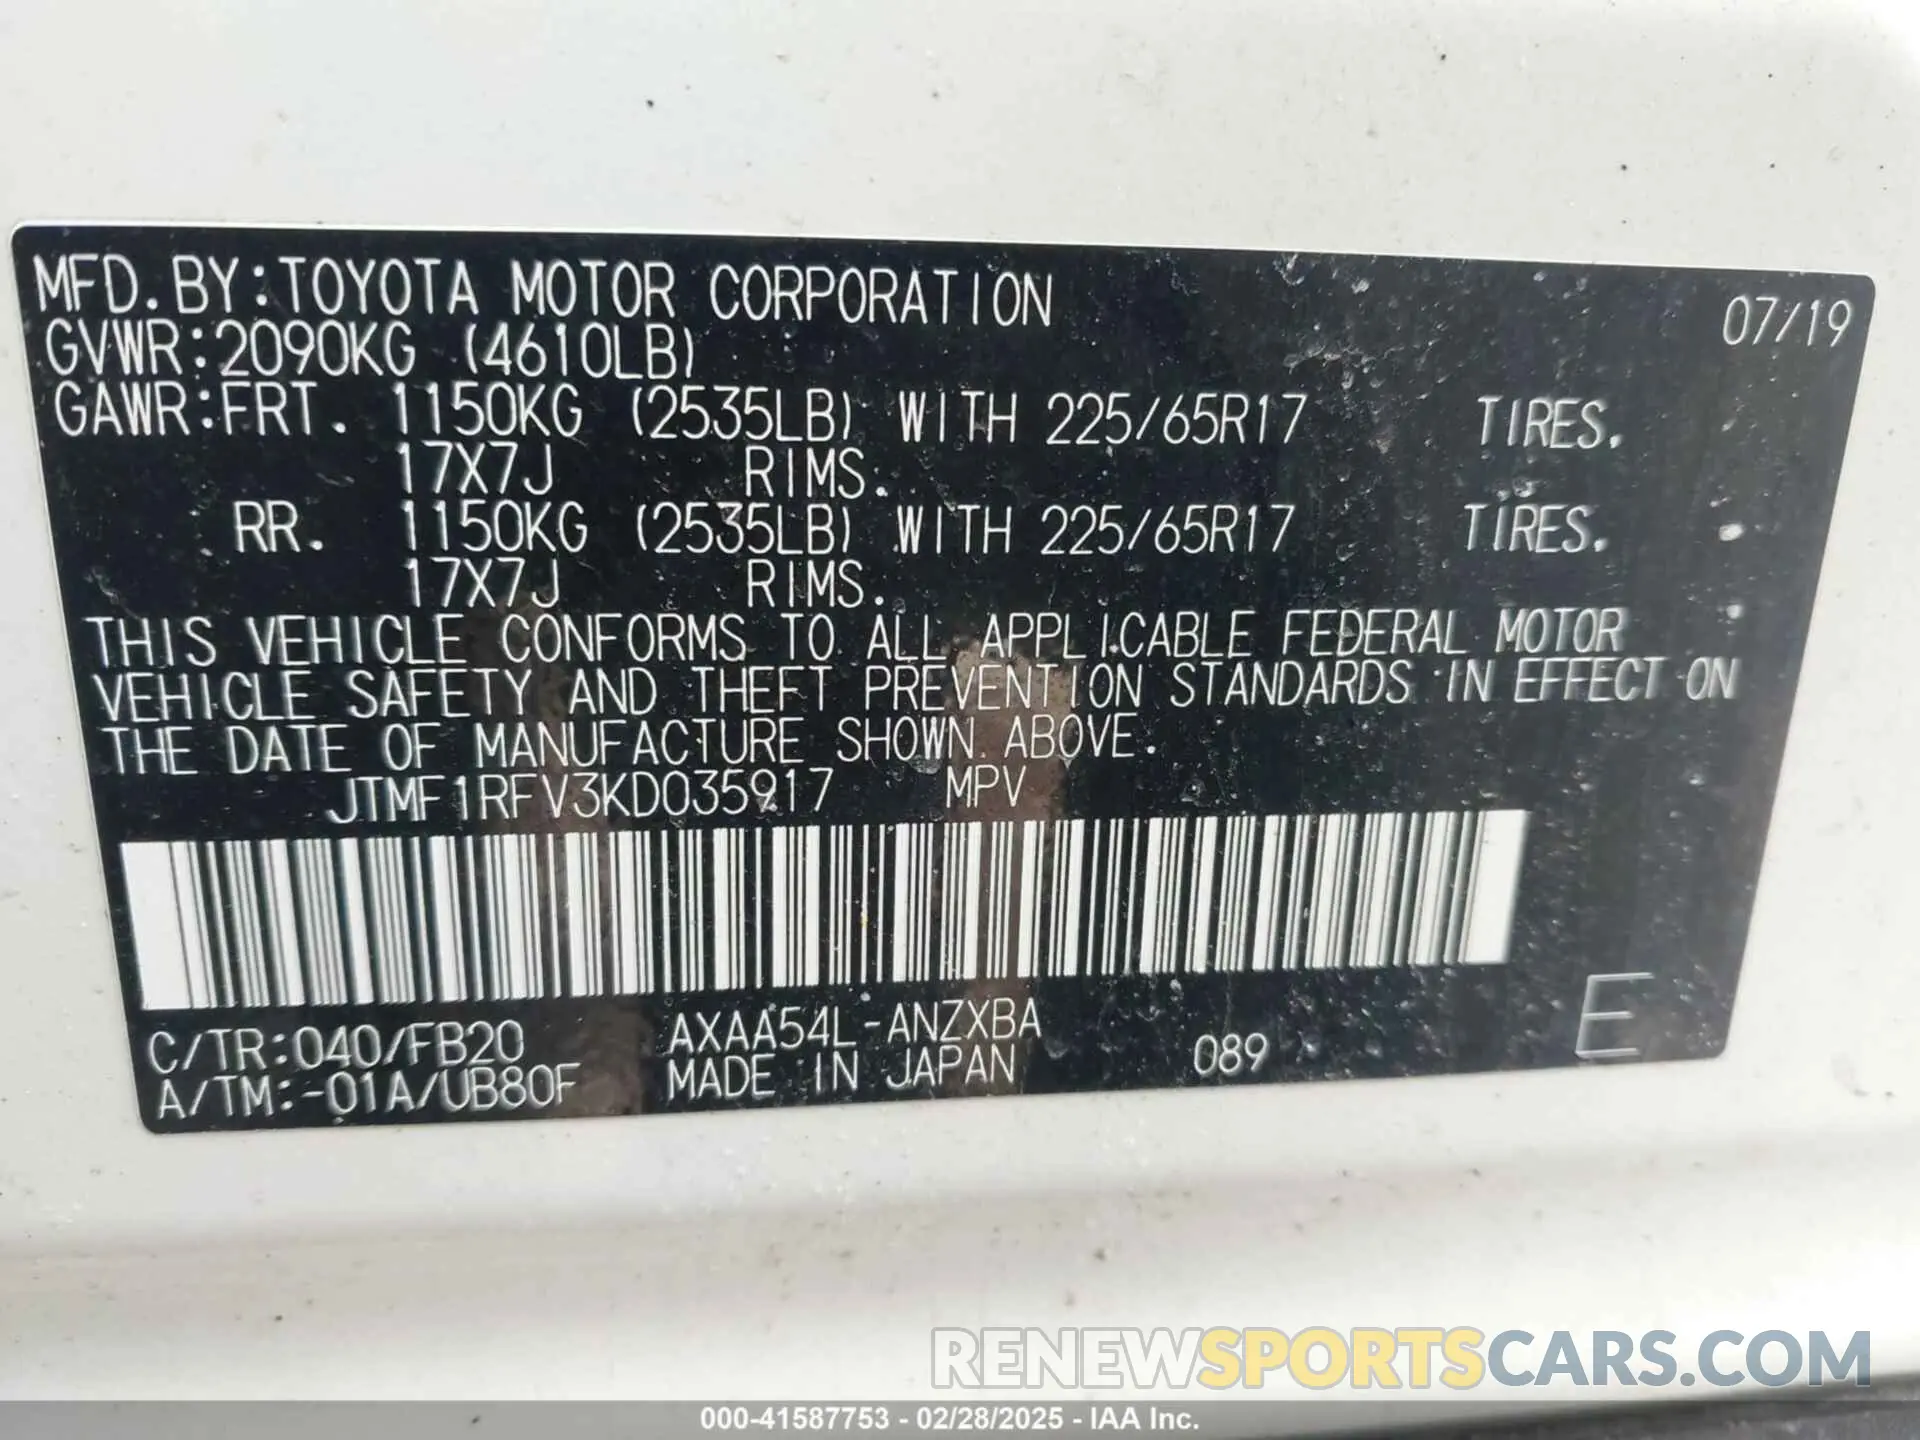 MFD.BY:TOYOTA MOTOR CORPORATION 07/19
GVWR:2090KG (4610LB)
GAWR:FRT. 1150KG (2535LB) WITH 225/65R17 TIRES.
17X7J RIMS.
RR. 1150KG (2535LB) WITH 225/65R17 TIRES.
17X7J RIMS.
THIS VEHICLE CONFORMS TO ALL APPLICABLE FEDERAL MOTOR
VEHICLE SAFETY AND THEFT PREVENTION STANDARDS IN EFFECT ON
THE DATE OF MANUFACTURE SHOWN ABOVE.
JTMF1RFV3KD035917 MPV
C/TR:040/FB20 AXAA54L-ANZXBA
A/TM:-01A/UB80F MADE IN JAPAN 089 E
RENEWSPORTSCARS.COM
000-41587753 - 02/28/2025 - IAA Inc.